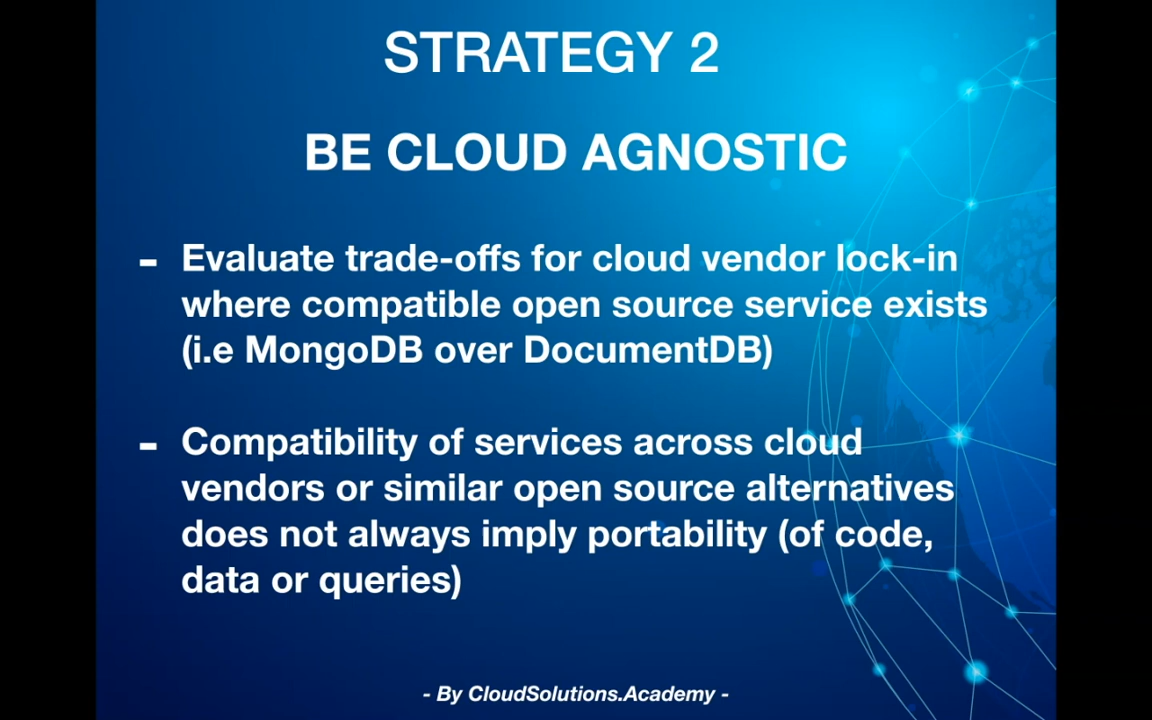 STRATEGY 2
BE CLOUD AGNOSTIC
- Evaluate trade-offs for cloud vendor lock-in
where compatible open source service exists
(i.e MongoDB over DocumentDB)
- Compatibility of services across cloud
vendors or similar open source alternatives
does not always imply portability (of code,
data or queries)
- By CloudSolutions.Academy -